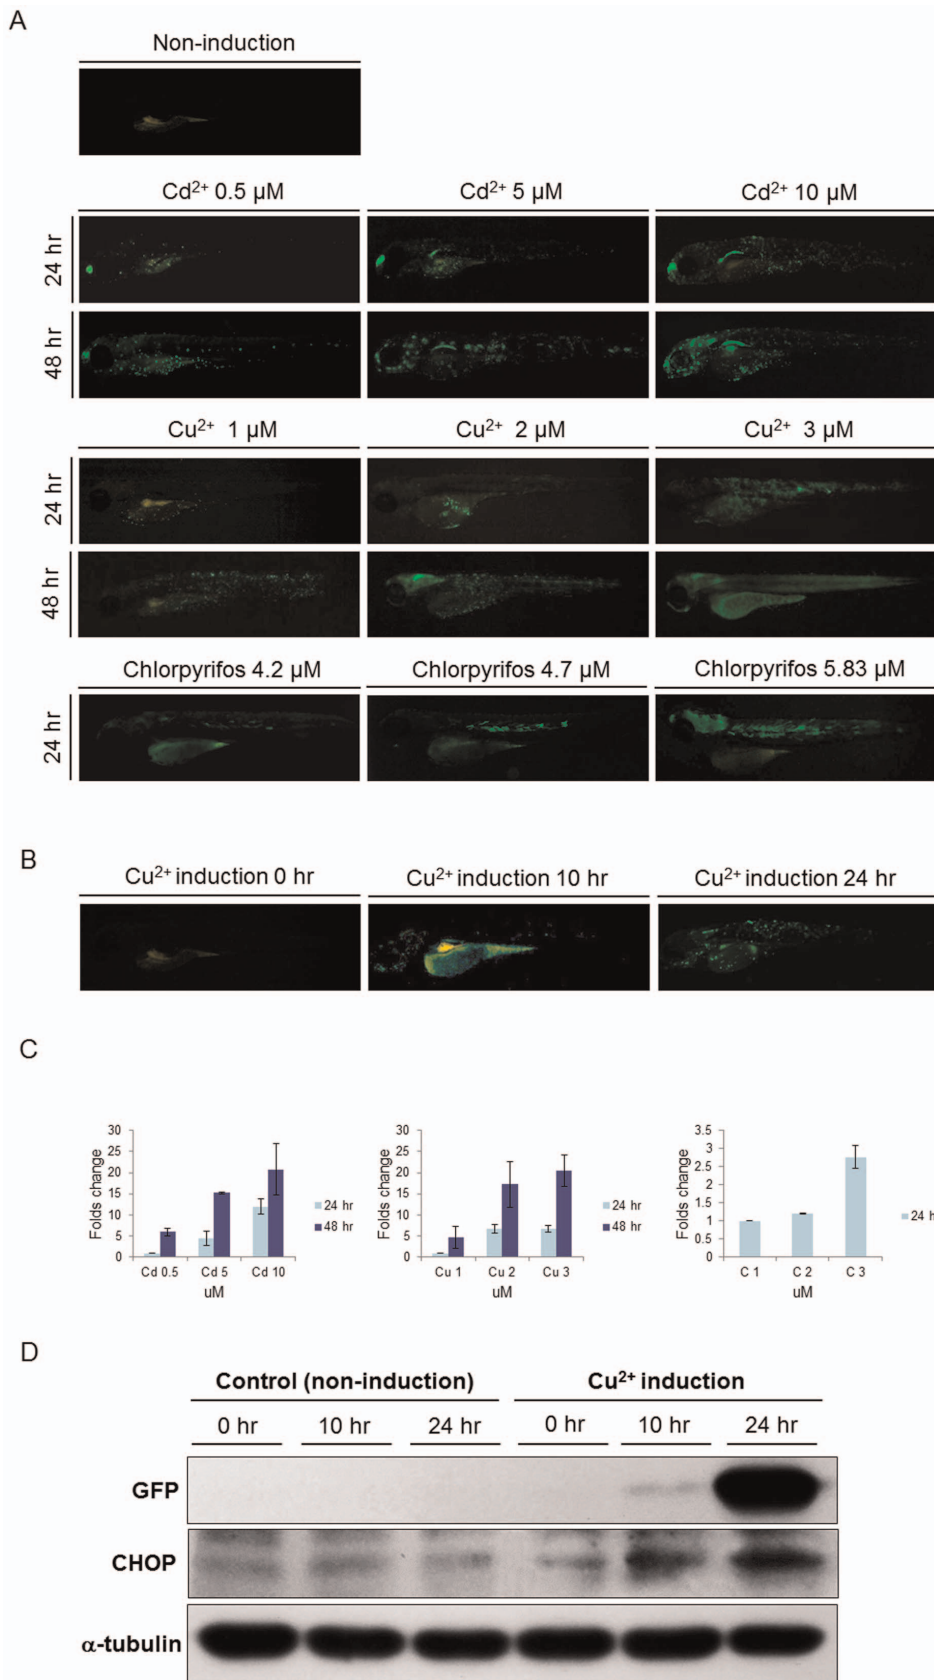 A
Non-induction
Cd²⁺ 0.5 µM Cd²⁺ 5 µM Cd²⁺ 10 µM
24 hr
48 hr
Cu²⁺ 1 µM Cu²⁺ 2 µM Cu²⁺ 3 µM
24 hr
48 hr
Chlorpyrifos 4.2 µM Chlorpyrifos 4.7 µM Chlorpyrifos 5.83 µM
24 hr
B
Cu²⁺ induction 0 hr Cu²⁺ induction 10 hr Cu²⁺ induction 24 hr
C
Folds change
30
25
20
15
10
5
0
Cd 0.5 Cd 5 Cd 10
uM
24 hr
48 hr
Folds change
30
25
20
15
10
5
0
Cu 1 Cu 2 Cu 3
uM
24 hr
48 hr
Folds change
3.5
3
2.5
2
1.5
1
0.5
0
C 1 C 2 C 3
uM
24 h
D
Control (non-induction) Cu²⁺ induction
0 hr 10 hr 24 hr 0 hr 10 hr 24 hr
GFP
CHOP
α-tubulin